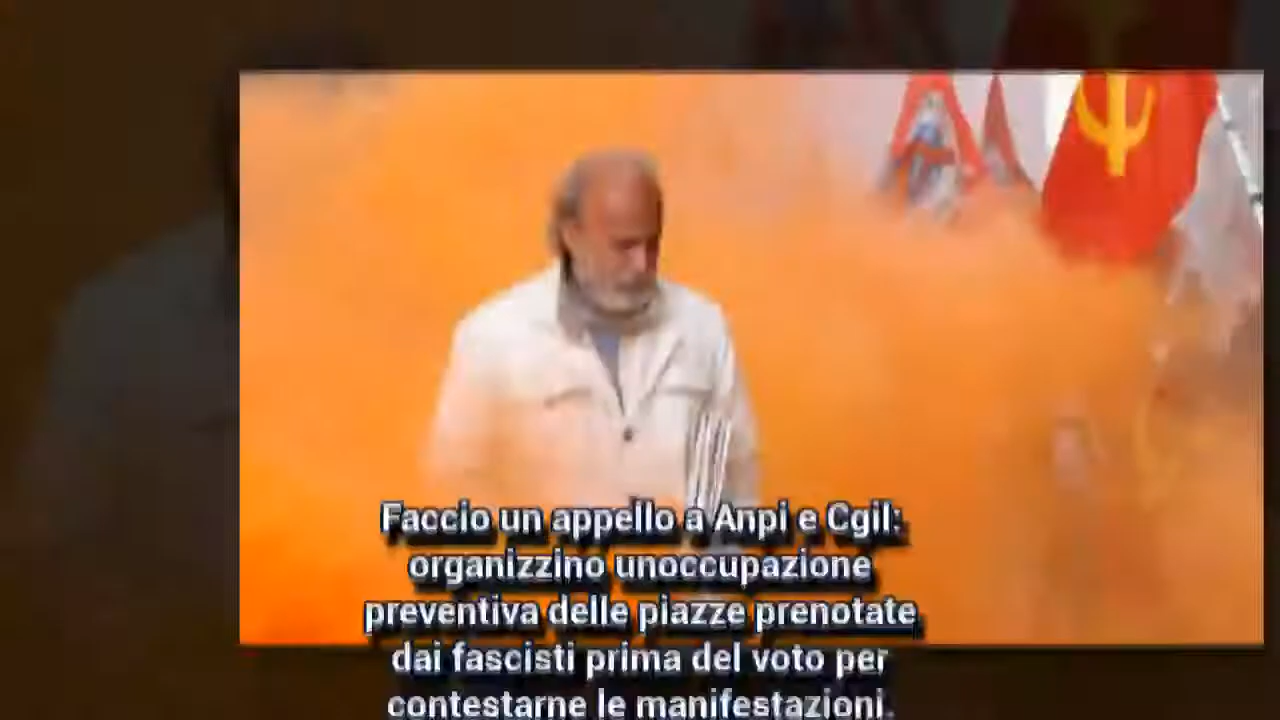 Faccio un appello a Anpi e Cgil:
organizzino unoccupazione
preventiva delle piazze prenotate
dai fascisti prima del voto per
contestarne le manifestazioni.